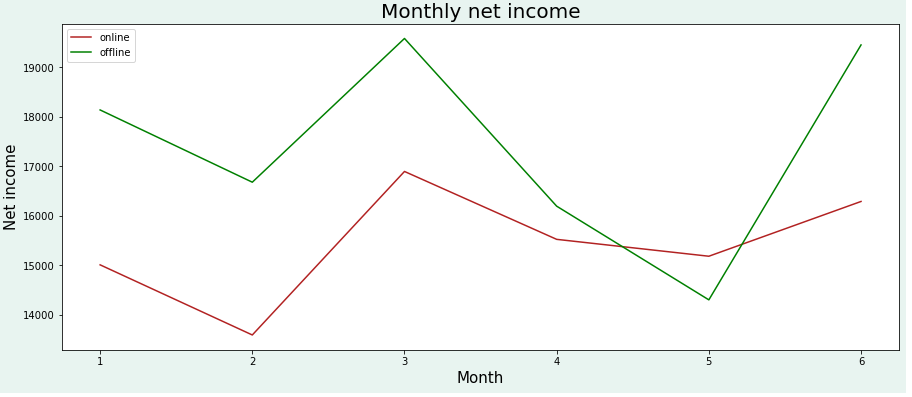 Monthly net income
online
offline
Net income
19000
18000
17000
16000
15000
14000
1 2 3 4 5 6
Month